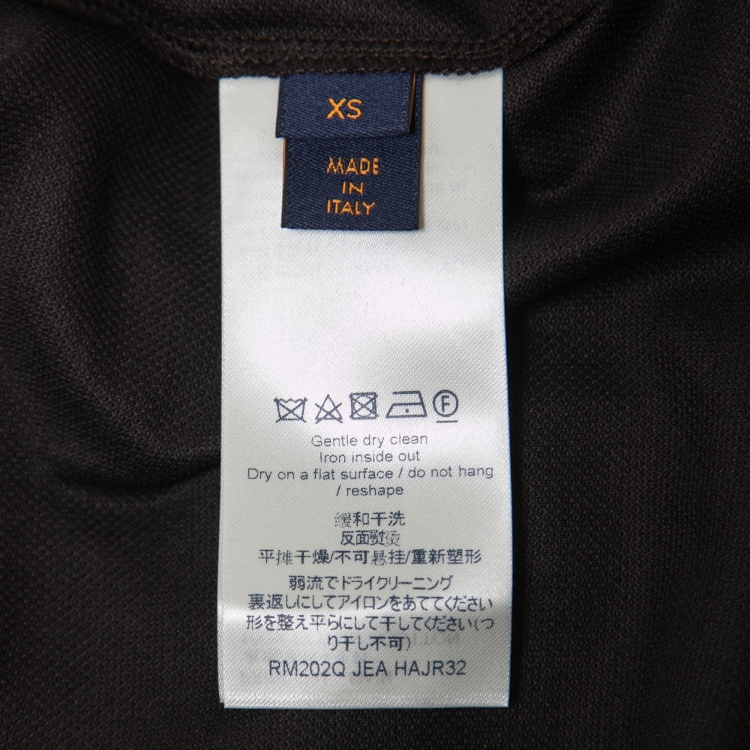 XS
MADE
IN
ITALY
F
Gentle dry clean
Iron inside out
Dry on a flat surface / do not hang
/ reshape
缓和干洗
反面熨烫
平摊干燥/不可悬挂/重新塑形
弱流でドライクリーニング
裏返しにしてアイロンをあててください
形を整え平らにして干してください(つ
り干し不可)
RM202Q JEA HAJR32